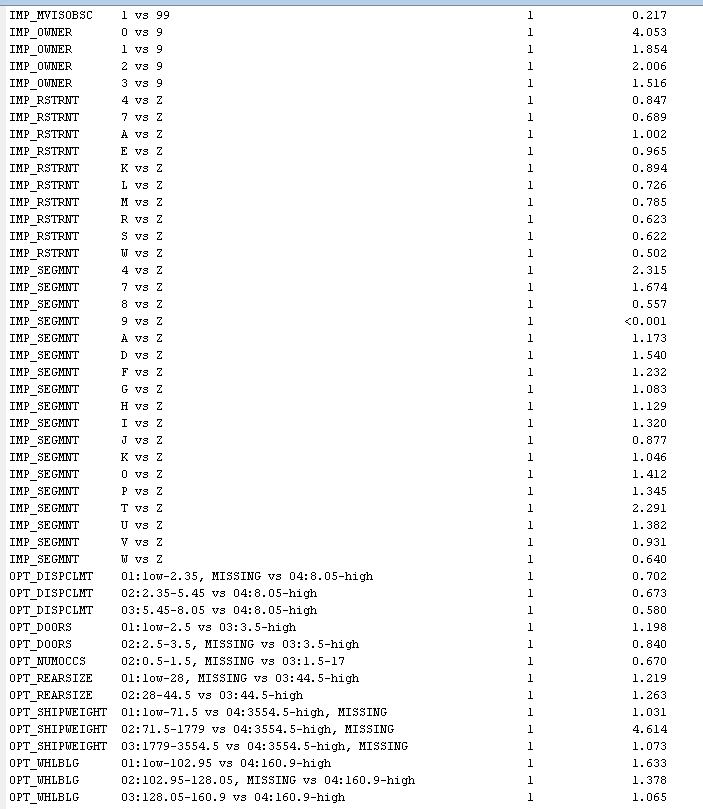 IMP_MVISOBSC 1 vs 99 1 0.217
IMP_OWNER 0 vs 9 1 4.053
IMP_OWNER 1 vs 9 1 1.854
IMP_OWNER 2 vs 9 1 2.006
IMP_OWNER 3 vs 9 1 1.516
IMP_RSTRNT 4 vs Z 1 0.847
IMP_RSTRNT 7 vs Z 1 0.689
IMP_RSTRNT A vs Z 1 1.002
IMP_RSTRNT E vs Z 1 0.965
IMP_RSTRNT K vs Z 1 0.894
IMP_RSTRNT L vs Z 1 0.726
IMP_RSTRNT M vs Z 1 0.785
IMP_RSTRNT R vs Z 1 0.623
IMP_RSTRNT S vs Z 1 0.622
IMP_RSTRNT W vs Z 1 0.502
IMP_SEGMNT 4 vs Z 1 2.315
IMP_SEGMNT 7 vs Z 1 1.674
IMP_SEGMNT 8 vs Z 1 0.557
IMP_SEGMNT 9 vs Z 1 <0.001
IMP_SEGMNT A vs Z 1 1.173
IMP_SEGMNT D vs Z 1 1.540
IMP_SEGMNT F vs Z 1 1.232
IMP_SEGMNT G vs Z 1 1.083
IMP_SEGMNT H vs Z 1 1.129
IMP_SEGMNT I vs Z 1 1.320
IMP_SEGMNT J vs Z 1 0.877
IMP_SEGMNT K vs Z 1 1.046
IMP_SEGMNT O vs Z 1 1.412
IMP_SEGMNT P vs Z 1 1.345
IMP_SEGMNT T vs Z 1 2.291
IMP_SEGMNT U vs Z 1 1.382
IMP_SEGMNT V vs Z 1 0.931
IMP_SEGMNT W vs Z 1 0.640
OPT_DISPCLMT 01:low-2.35, MISSING vs 04:8.05-high 1 0.702
OPT_DISPCLMT 02:2.35-5.45 vs 04:8.05-high 1 0.673
OPT_DISPCLMT 03:5.45-8.05 vs 04:8.05-high 1 0.580
OPT_DOORS 01:low-2.5 vs 03:3.5-high 1 1.198
OPT_DOORS 02:2.5-3.5, MISSING vs 03:3.5-high 1 0.840
OPT_NUMOCCS 02:0.5-1.5, MISSING vs 03:1.5-17 1 0.670
OPT_REARSIZE 01:low-28, MISSING vs 03:44.5-high 1 1.219
OPT_REARSIZE 02:28-44.5 vs 03:44.5-high 1 1.263
OPT_SHIPWEIGHT 01:low-71.5 vs 04:3554.5-high, MISSING 1 1.031
OPT_SHIPWEIGHT 02:71.5-1779 vs 04:3554.5-high, MISSING 1 4.614
OPT_SHIPWEIGHT 03:1779-3554.5 vs 04:3554.5-high, MISSING 1 1.073
OPT_WHLBLG 01:low-102.95 vs 04:160.9-high 1 1.633
OPT_WHLBLG 02:102.95-128.05, MISSING vs 04:160.9-high 1 1.378
OPT_WHLBLG 03:128.05-160.9 vs 04:160.9-high 1 1.065